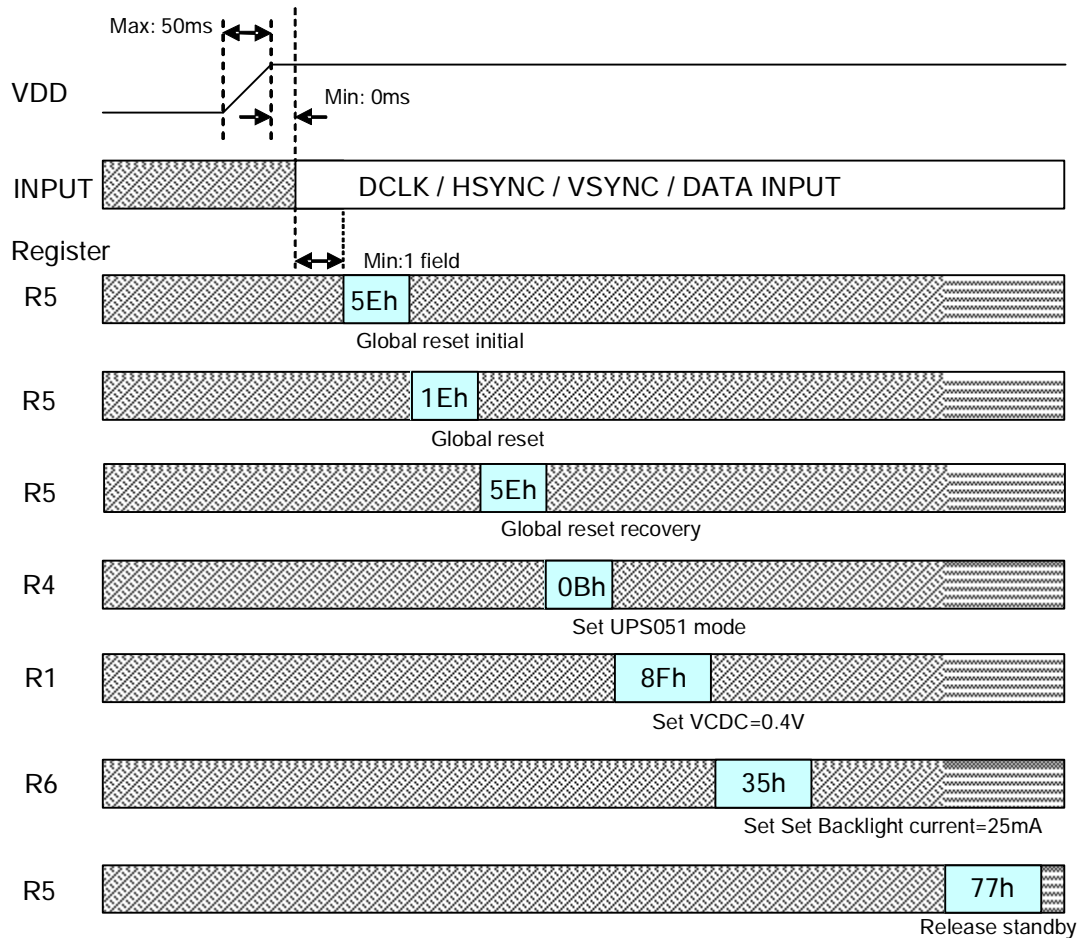 Max: 50ms
VDD
Min: 0ms
INPUT
DCLK / HSYNC / VSYNC / DATA INPUT
Register
Min:1 field
R5
5Eh
Global reset initial
R5
1Eh
Global reset
R5
5Eh
Global reset recovery
R4
0Bh
Set UPS051 mode
R1
8Fh
Set VCDC=0.4V
R6
35h
Set Set Backlight current=25mA
R5
77h
Release standby